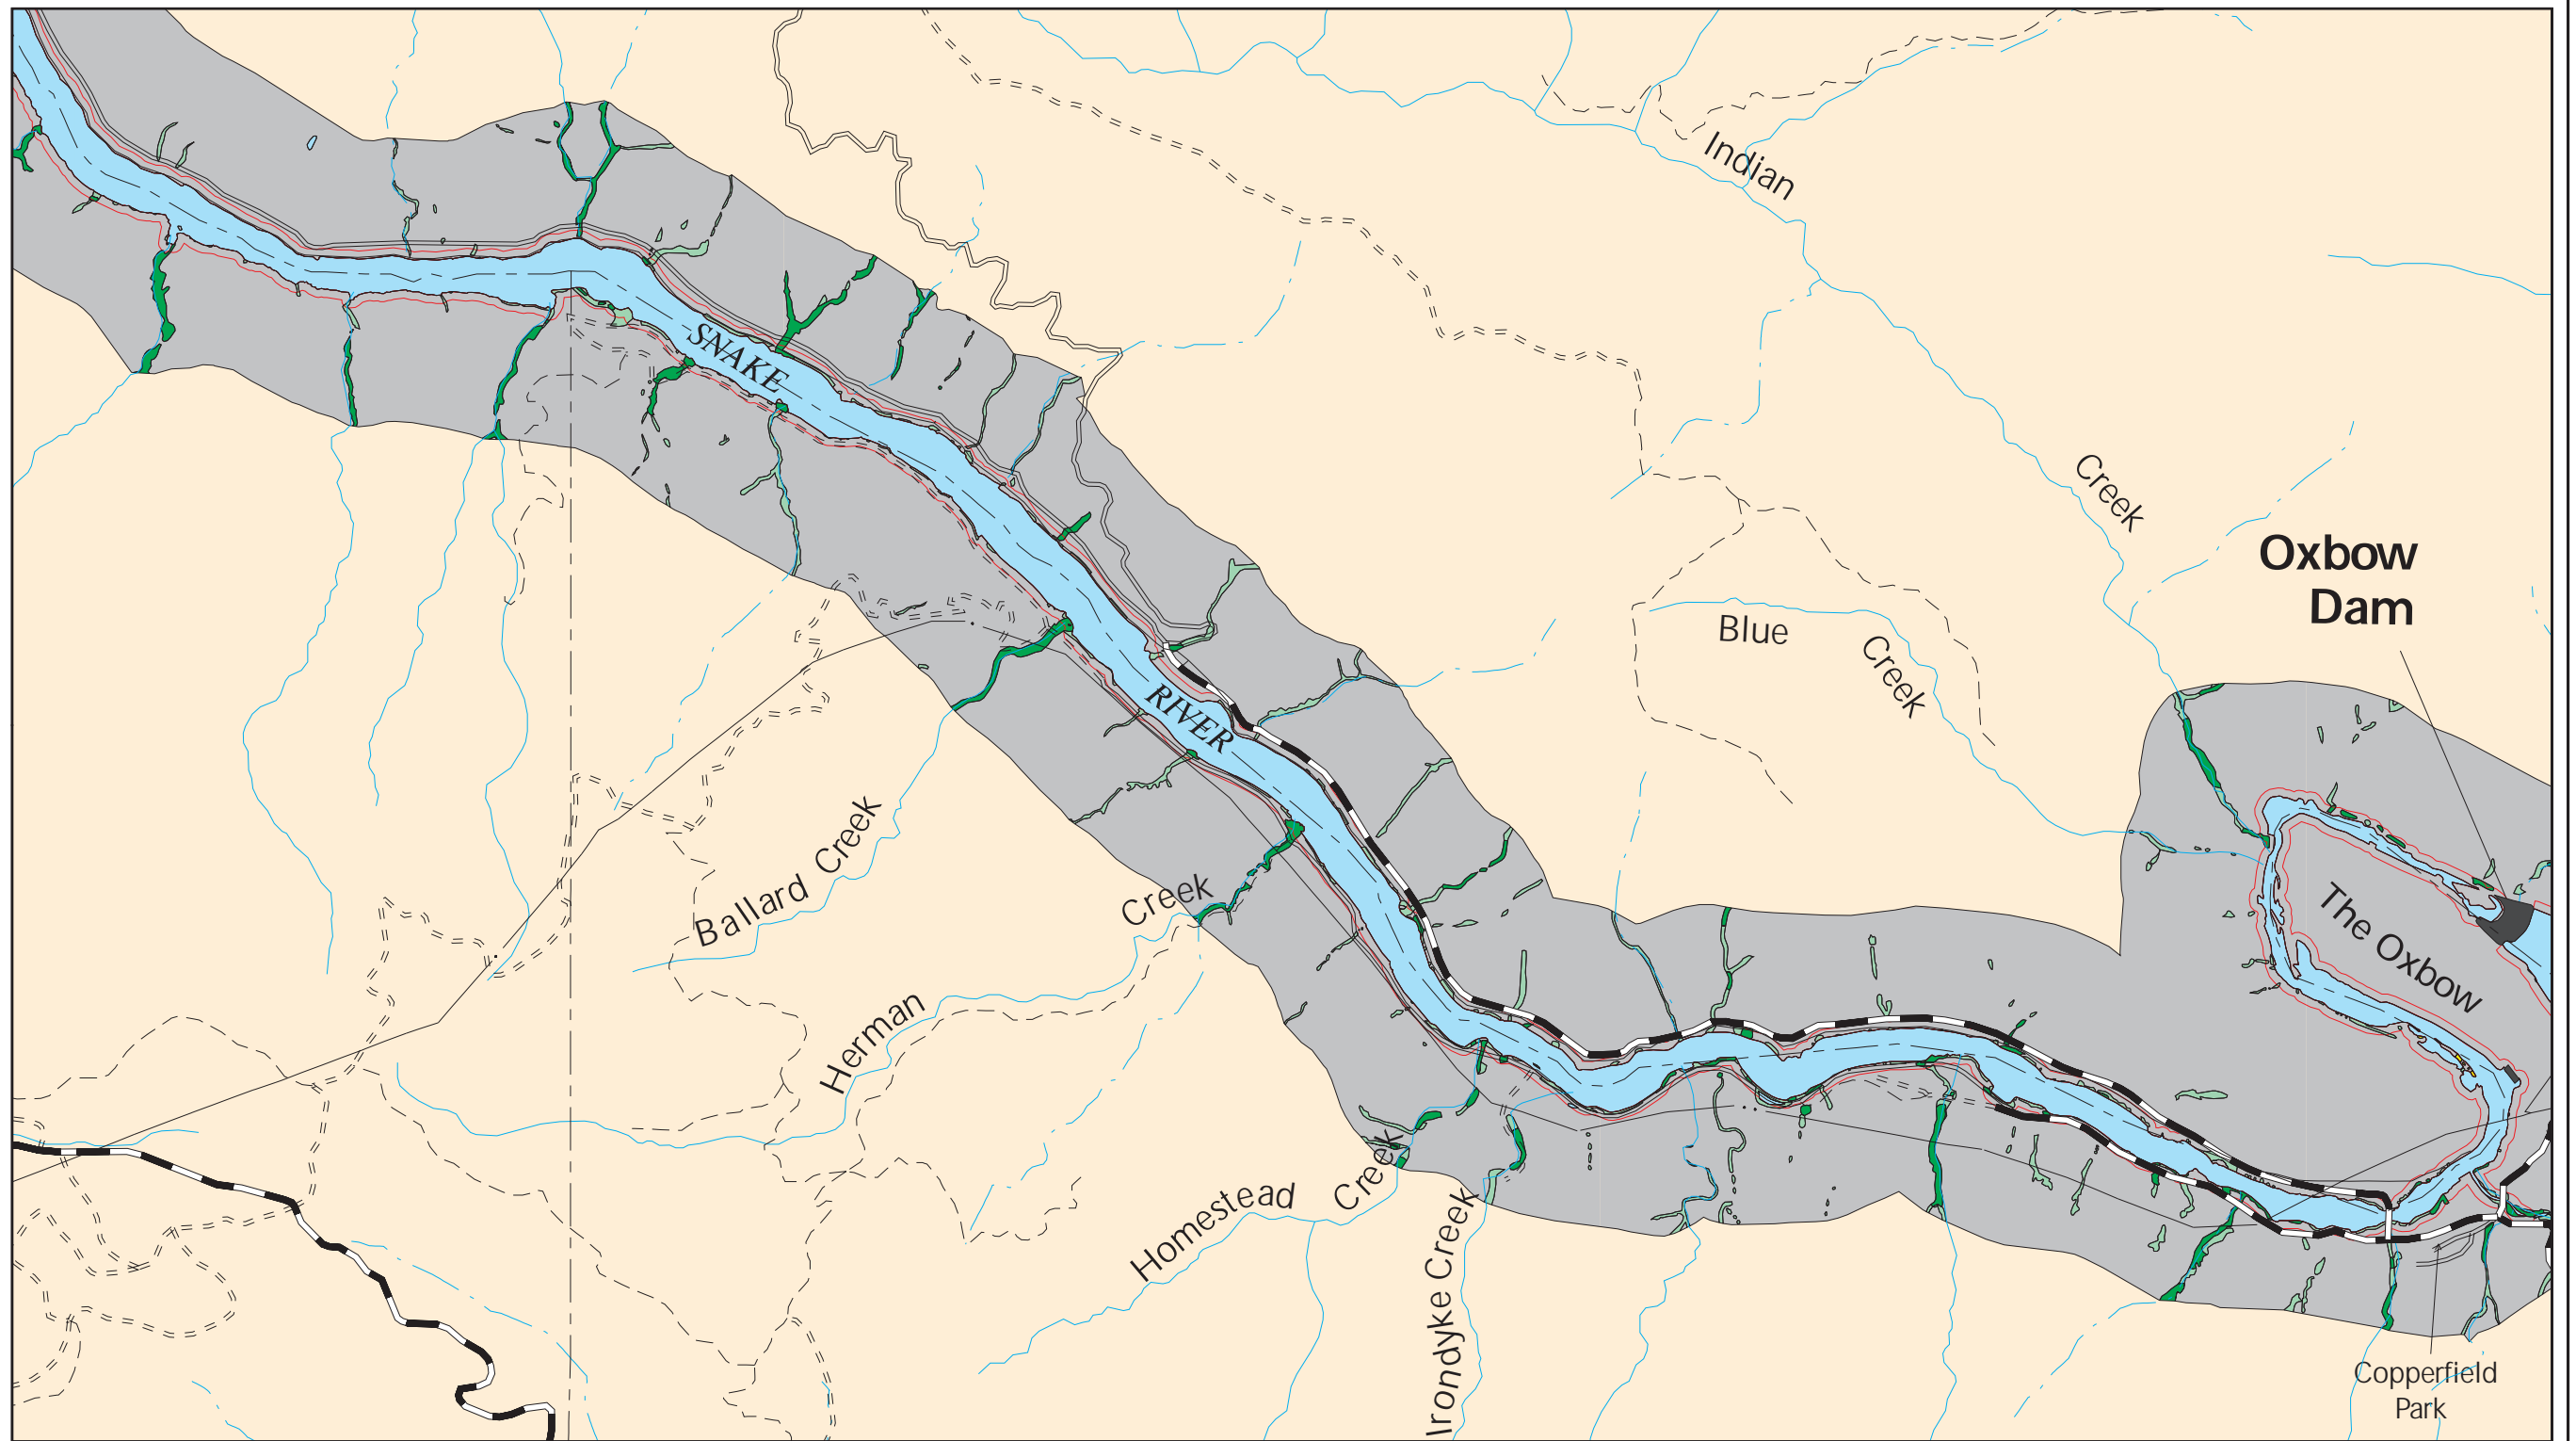 Indian
Creek
SNAKE
Oxbow
Dam
Blue
Creek
RIVER
Ballard Creek
Herman
Creek
The Oxbow
Homestead Creek
Irondyke Creek
Copperfield
Park